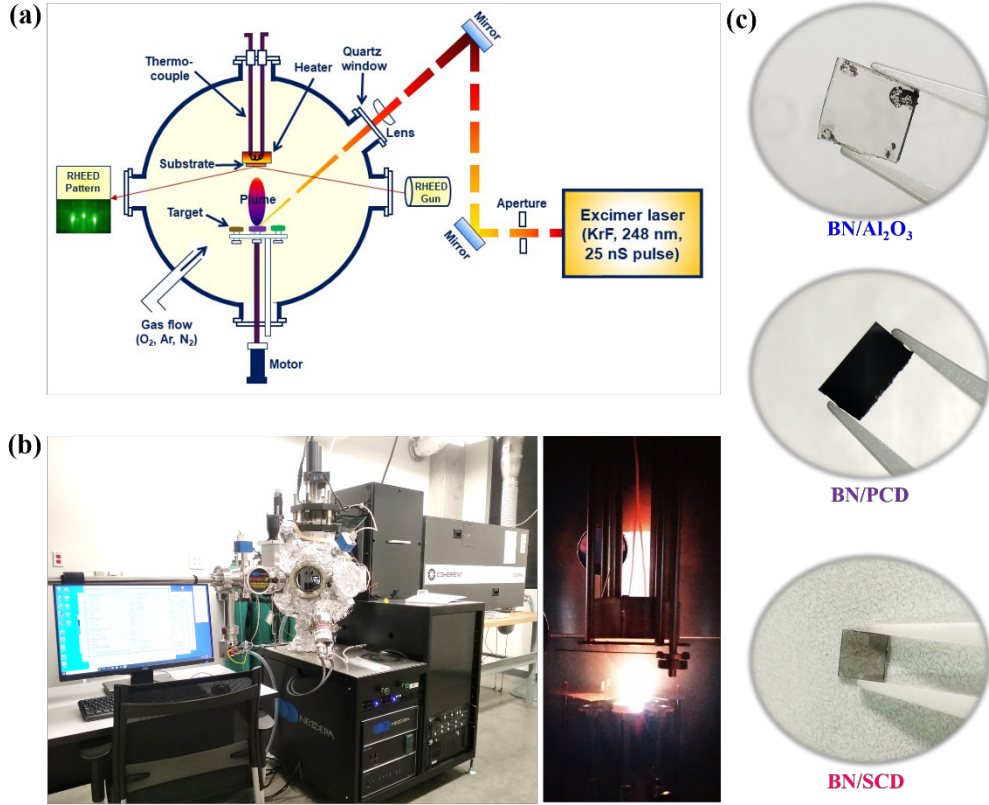 (a)
Mirror
Thermo-
couple
Heater
Quartz
window
Lens
Substrate
RHEED
Pattern
RHEED
Gun
Plume
Target
Mirror
Aperture
Excimer laser
(KrF, 248 nm,
25 nS pulse)
Gas flow
(O₂, Ar, N₂)
Motor
(b)
COHERENT
NEOCERA
(c)
BN/Al₂O₃
BN/PCD
BN/SCD